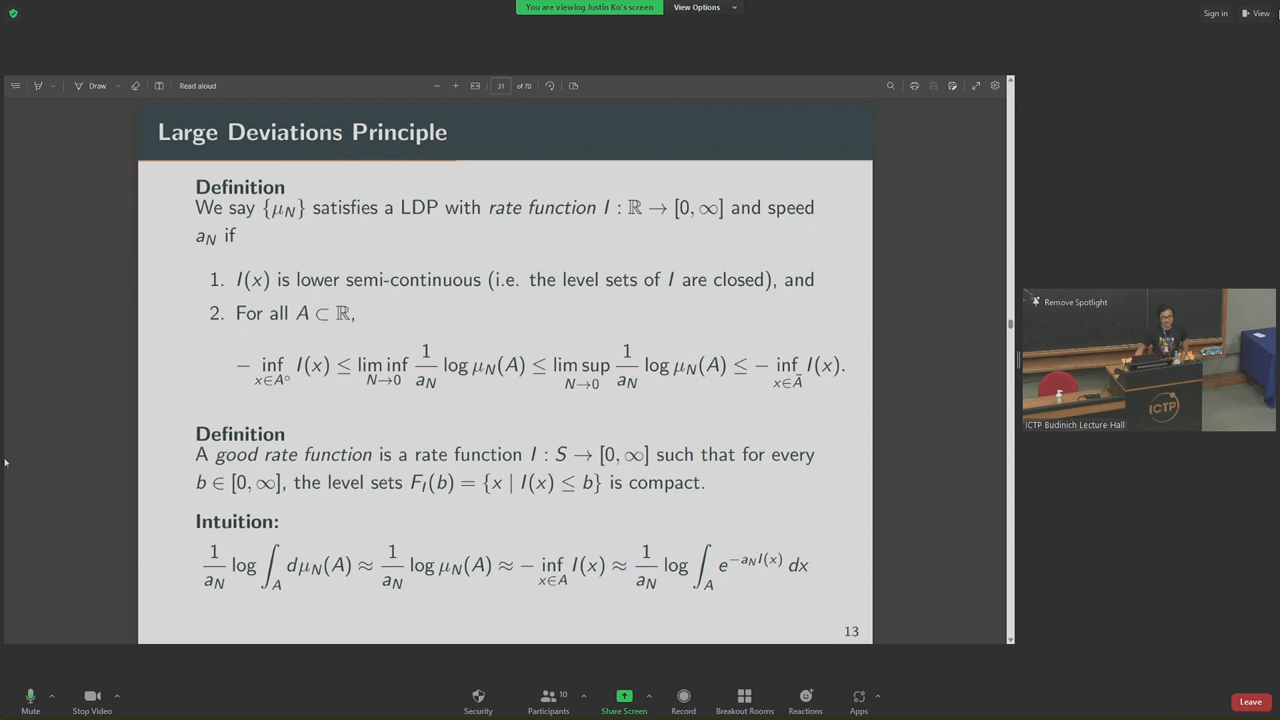 You are viewing Justin Ko's screen
View Options
Sign in
View
Draw
Read aloud
31
of 70
Large Deviations Principle
Definition
We say {μ_N} satisfies a LDP with rate function I : ℝ → [0, ∞] and speed
a_N if
1. I(x) is lower semi-continuous (i.e. the level sets of I are closed), and
2. For all A ⊂ ℝ,
− inf_{x∈A°} I(x) ≤ lim inf_{N→0} 1/a_N log μ_N(A) ≤ lim sup_{N→0} 1/a_N log μ_N(A) ≤ − inf_{x∈Ā} I(x).
Definition
A good rate function is a rate function I : S → [0, ∞] such that for every
b ∈ [0, ∞], the level sets F_I(b) = {x | I(x) ≤ b} is compact.
Intuition:
1/a_N log ∫_A dμ_N(A) ≈ 1/a_N log μ_N(A) ≈ − inf_{x∈A} I(x) ≈ 1/a_N log ∫_A e^{−a_N I(x)} dx
13
Remove Spotlight
ICTP
ICTP Budinich Lecture Hall
Mute
Stop Video
Security
10
Participants
Share Screen
Record
Breakout Rooms
Reactions
Apps
Leave